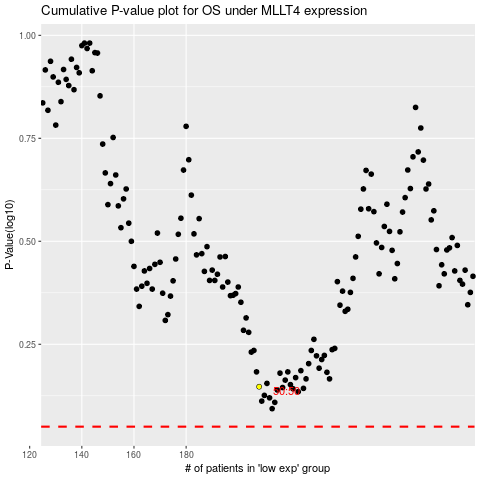 Cumulative P-value plot for OS under MLLT4 expression
P-Value(log10)
1.00
0.75
0.50
0.25
120 140 160 180
# of patients in 'low exp' group